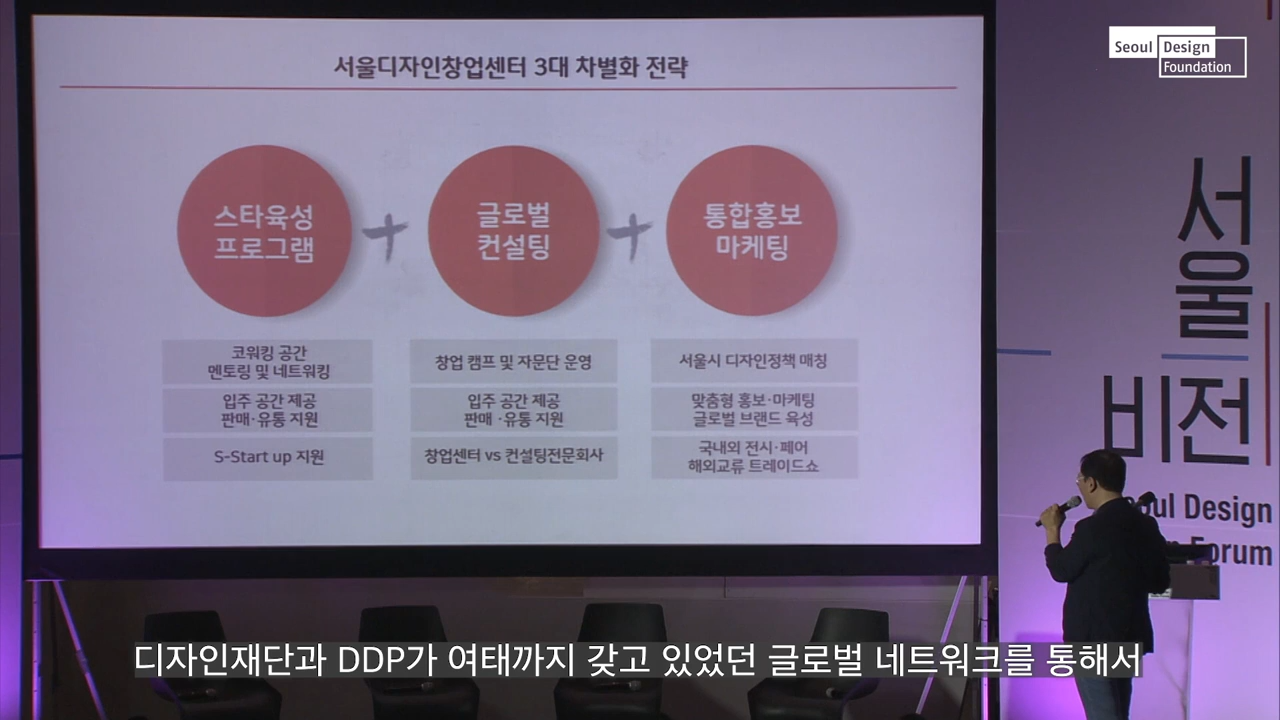 서울디자인창업센터 3대 차별화 전략
스타육성
프로그램
글로벌
컨설팅
통합홍보
마케팅
코워킹 공간
멘토링 및 네트워킹
입주 공간 제공
판매·유통 지원
S-Start up 지원
창업 캠프 및 자문단 운영
입주 공간 제공
판매·유통 지원
창업센터 vs 컨설팅전문회사
서울시 디자인정책 매칭
맞춤형 홍보·마케팅
글로벌 브랜드 육성
국내외 전시·페어
해외교류 트레이드쇼
Seoul Design
Foundation
서울
비전
Design
Forum
디자인재단과 DDP가 여태까지 갖고 있었던 글로벌 네트워크를 통해서